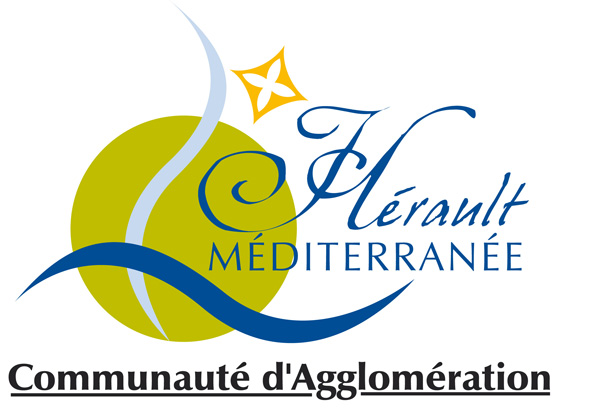 Hérault
MÉDITERRANÉE
Communauté d'Agglomération